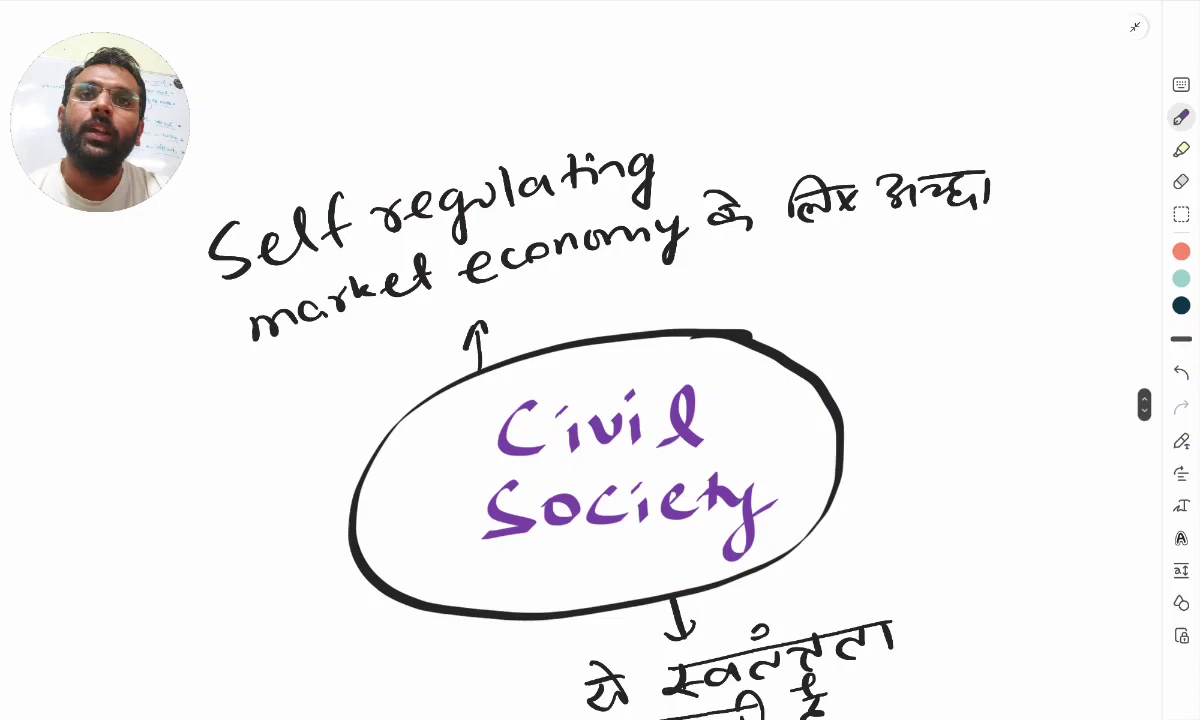 Self regulating
market economy के लिए अच्छा
Civil
Society
ये स्वतंत्रता
है